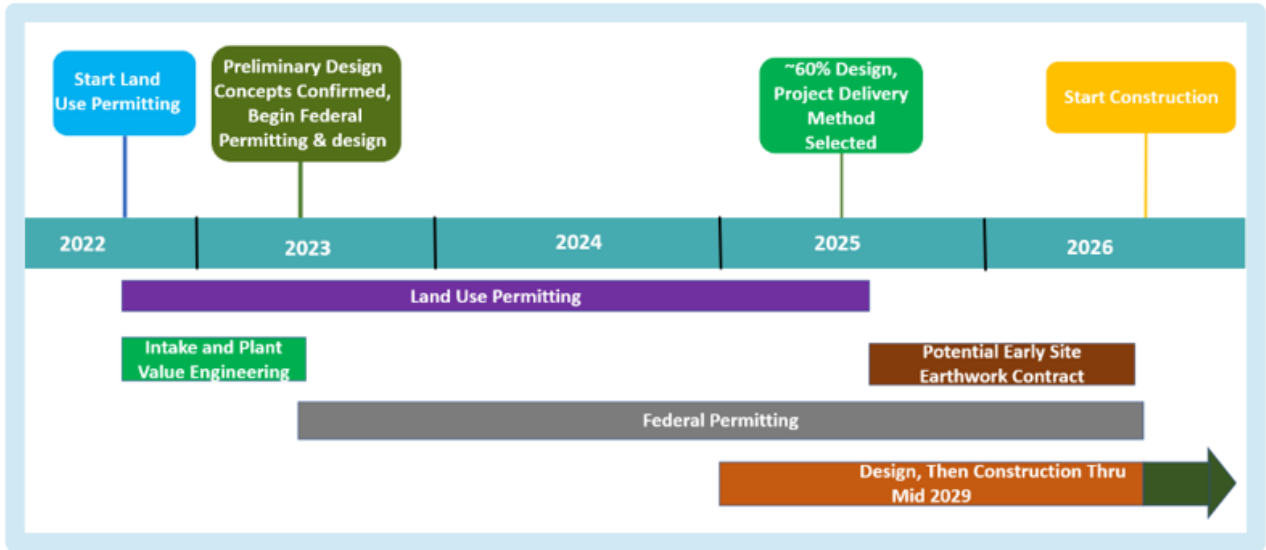 Start Land
Use Permitting
Preliminary Design
Concepts Confirmed,
Begin Federal
Permitting & design
~60% Design,
Project Delivery
Method
Selected
Start Construction
2022
2023
2024
2025
2026
Land Use Permitting
Intake and Plant
Value Engineering
Potential Early Site
Earthwork Contract
Federal Permitting
Design, Then Construction Thru
Mid 2029